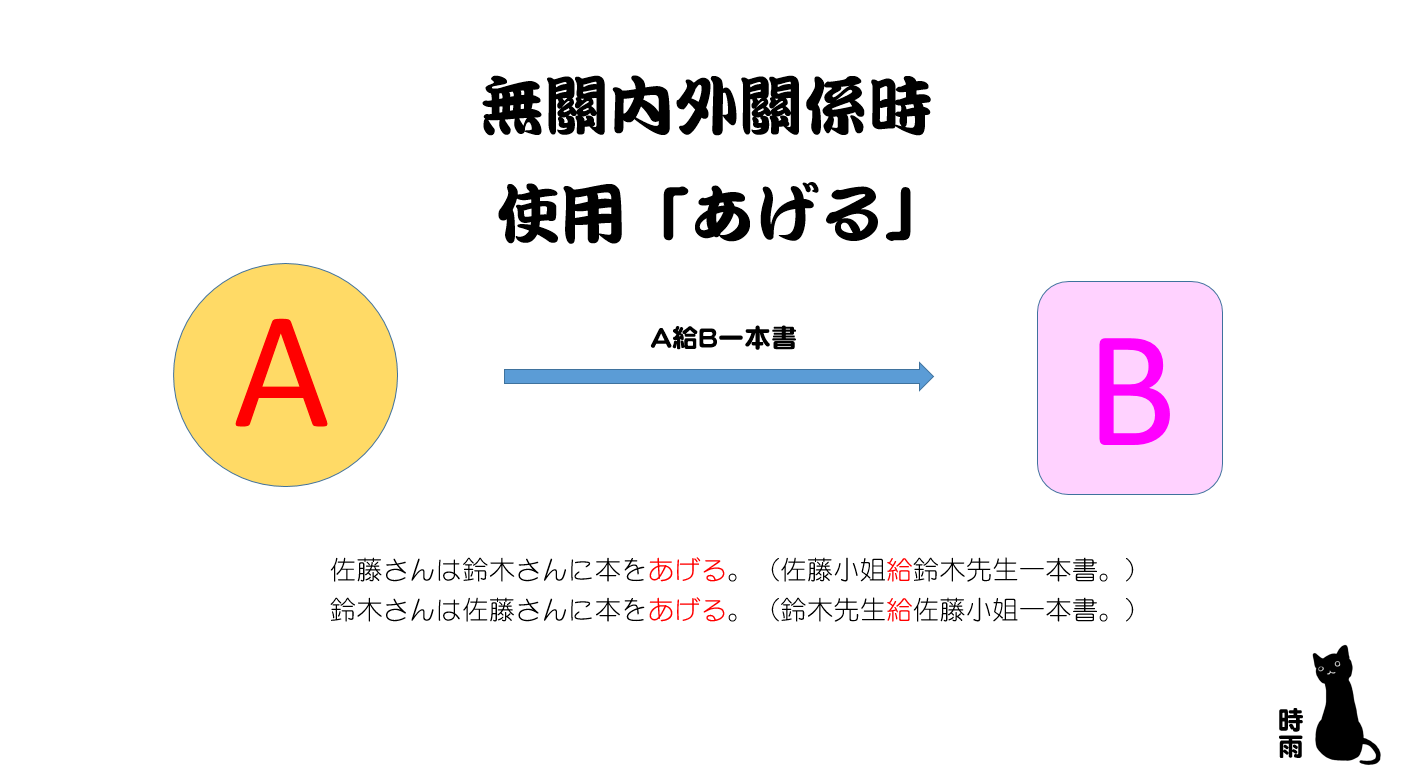 無關內外關係時
使用「あげる」
A
A給B一本書
B
佐藤さんは鈴木さんに本をあげる。（佐藤小姐給鈴木先生一本書。）
鈴木さんは佐藤さんに本をあげる。（鈴木先生給佐藤小姐一本書。）
時雨